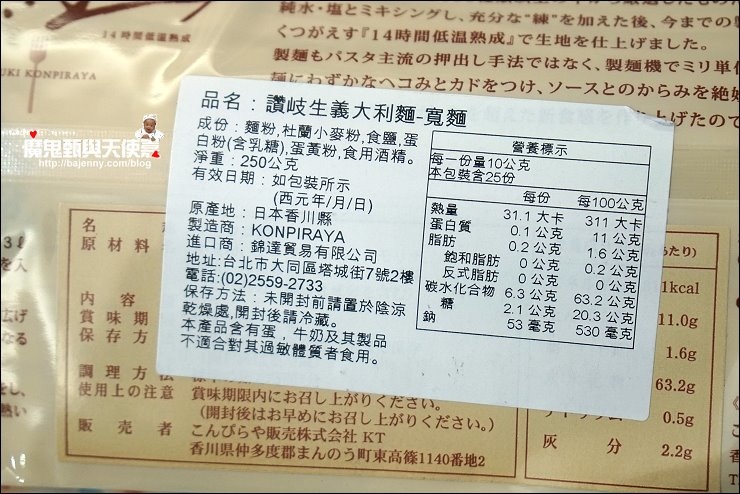 純水・塩とミキシングし、充分な"練"を加えた後、今までの製
くつがえす『14時間低温熟成』で生地を仕上げました。
製麺もパスタ主流の押出し手法ではなく、製麺機でミリ単
麺にわずかなヘコみとカドをつけ、ソースとのからみを絶
上げたので
14時間低温熟成
UKI KONPIRAYA
魔鬼甄與天使嘉
http://bajenny.com/blog
品名：讚岐生義大利麵-寬麵
成份：麵粉,杜蘭小麥粉,食鹽,蛋
白粉(含乳糖),蛋黃粉,食用酒精。
淨重：250公克
有效日期：如包裝所示
(西元年/月/日)
原產地：日本香川縣
製造商：KONPIRAYA
進口商：錦達貿易有限公司
地址:台北市大同區塔城街7號2樓
電話:(02)2559-2733
保存方法：未開封前請置於陰涼
乾燥處,開封後請冷藏。
本產品含有蛋，牛奶及其製品
不適合對其過敏體質者食用。
營養標示
每一份量10公克
本包裝含25份
每份 每100公克
熱量 31.1 大卡 311 大卡
蛋白質 0.1 公克 11 公克
脂肪 0.2 公克 1.6 公克
飽和脂肪 0 公克 0.2 公克
反式脂肪 0 公克 0 公克
碳水化合物 6.3 公克 63.2 公克
糖 2.1 公克 20.3 公克
鈉 53 毫克 530 毫克
名
原材料
内容
賞味期
保存方
調理方法
使用上の注意 賞味期限内にお召し上がりください。
(開封後はお早めにお召し上がりください。)
販売者 こんぴらや販売株式会社 KT
香川県仲多度郡まんのう町東高篠1140番地2
たり)
1kcal
11.0g
1.6g
63.2g
0.5g
灰分 2.2g